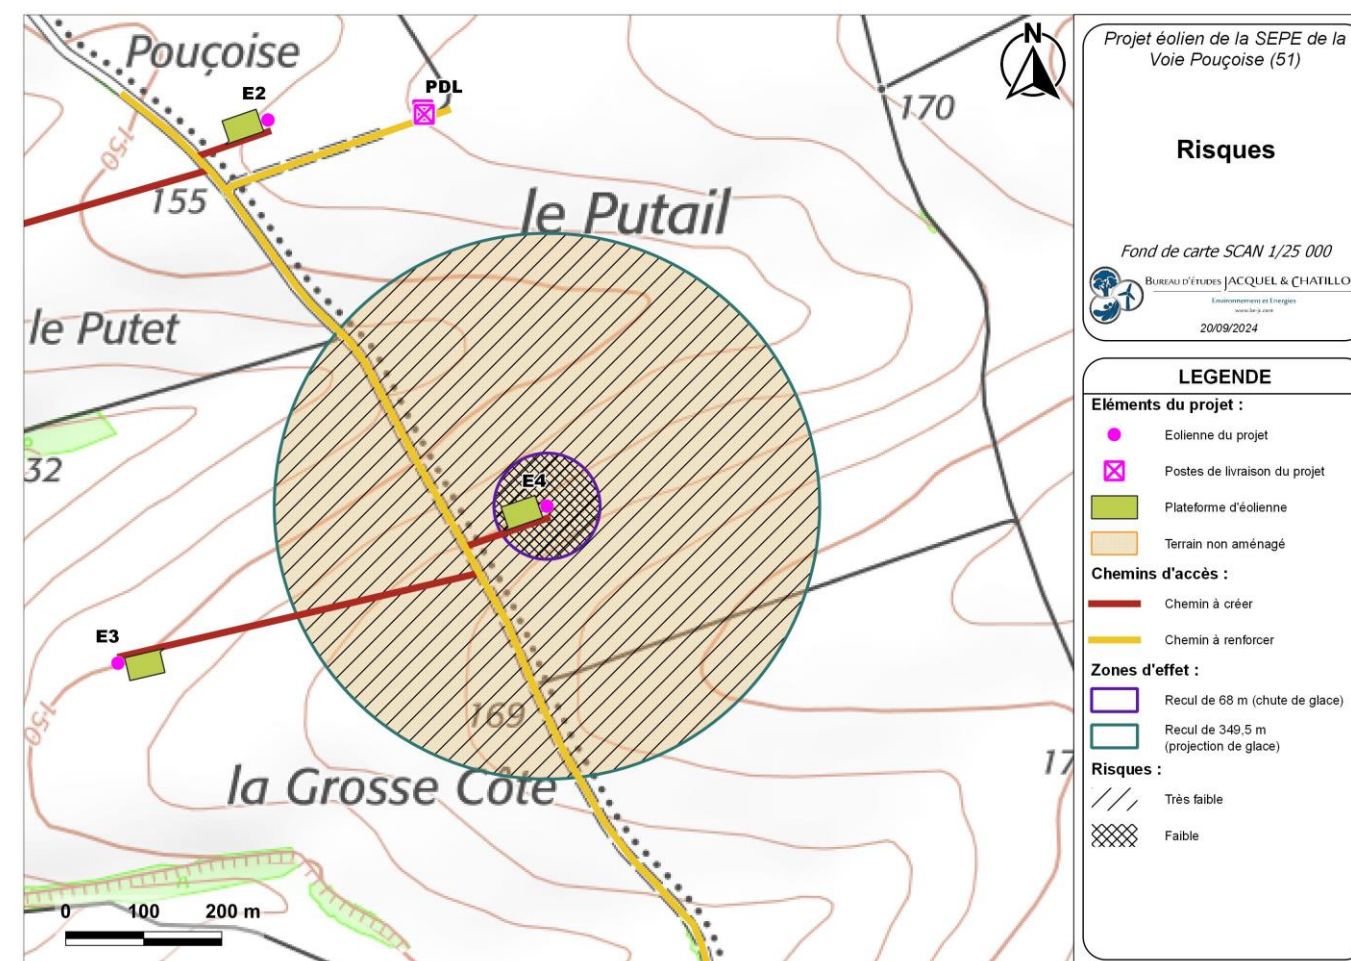 Pouçoise
E2
PDL
N
170
150
155
le Putail
le Putet
32
E4
E3
150
169
17
la Grosse Côte
0 100 200 m
Projet éolien de la SEPE de la
Voie Pouçoise (51)
Risques
Fond de carte SCAN 1/25 000
BUREAU D'ÉTUDES JACQUEL & CHATILLO
Environnement et Energies
20/09/2024
LEGENDE
Eléments du projet :
Eolienne du projet
Postes de livraison du projet
Plateforme d'éolienne
Terrain non aménagé
Chemins d'accès :
Chemin à créer
Chemin à renforcer
Zones d'effet :
Recul de 68 m (chute de glace)
Recul de 349,5 m
(projection de glace)
Risques :
Très faible
Faible